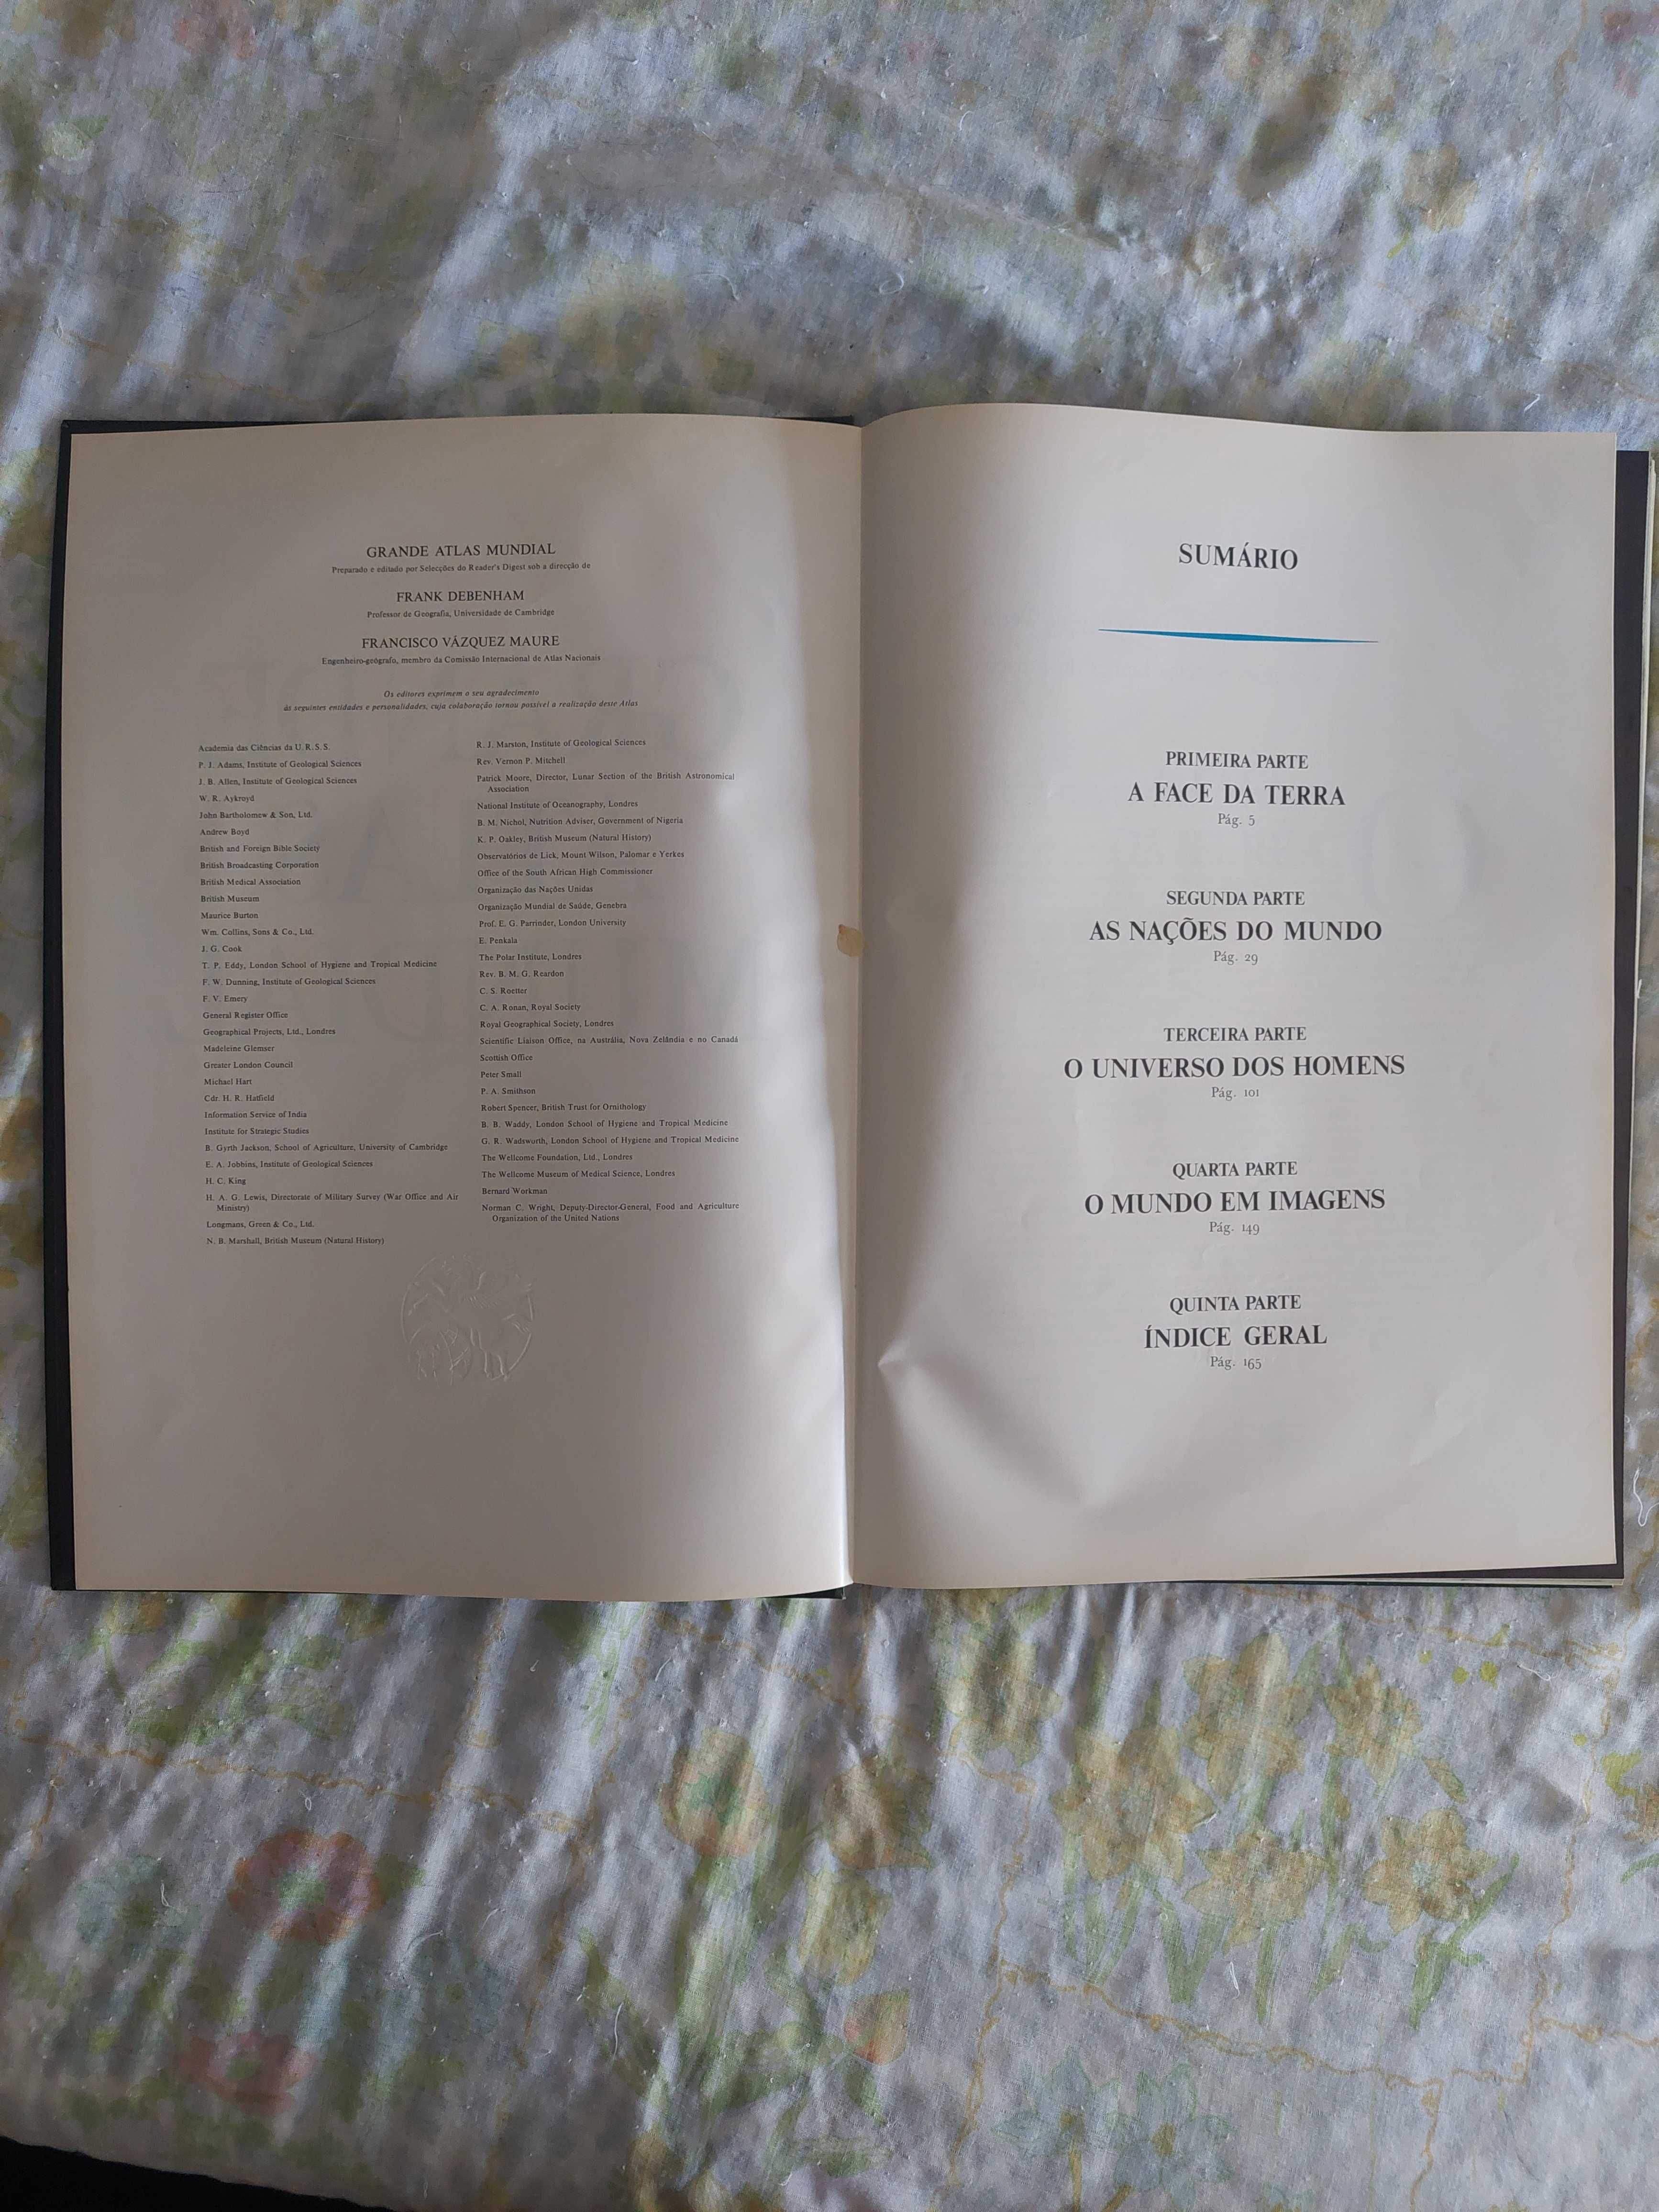 GRANDE ATLAS MUNDIAL
Preparado e editado por Selecções do Reader's Digest sob a direcção de
FRANK DEBENHAM
Professor de Geografia, Universidade de Cambridge
FRANCISCO VÁZQUEZ MAURE
Engenheiro-geógrafo, membro da Comissão Internacional de Atlas Nacionais
Os editores exprimem o seu agradecimento
às seguintes entidades e personalidades, cuja colaboração tornou possível a realização deste Atlas
Academia das Ciências da U. R. S. S.
P. J. Adams, Institute of Geological Sciences
J. B. Allen, Institute of Geological Sciences
W. R. Aykroyd
John Bartholomew & Son, Ltd.
Andrew Boyd
British and Foreign Bible Society
British Broadcasting Corporation
British Medical Association
British Museum
Maurice Burton
Wm. Collins, Sons & Co., Ltd.
J. G. Cook
T. P. Eddy, London School of Hygiene and Tropical Medicine
F. W. Dunning, Institute of Geological Sciences
F. V. Emery
General Register Office
Geographical Projects, Ltd., Londres
Madeleine Glemser
Greater London Council
Michael Hart
Cdr. H. R. Hatfield
Information Service of India
Institute for Strategic Studies
B. Gyrth Jackson, School of Agriculture, University of Cambridge
E. A. Jobbins, Institute of Geological Sciences
H. C. King
H. A. G. Lewis, Directorate of Military Survey (War Office and Air
Ministry)
Longmans, Green & Co., Ltd.
N. B. Marshall, British Museum (Natural History)
R. J. Marston, Institute of Geological Sciences
Rev. Vernon P. Mitchell
Patrick Moore, Director, Lunar Section of the British Astronomical
Association
National Institute of Oceanography, Londres
B. M. Nichol, Nutrition Adviser, Government of Nigeria
K. P. Oakley, British Museum (Natural History)
Observatórios de Lick, Mount Wilson, Palomar e Yerkes
Office of the South African High Commissioner
Organização das Nações Unidas
Organização Mundial de Saúde, Genebra
Prof. E. G. Parrinder, London University
E. Penkala
The Polar Institute, Londres
Rev. B. M. G. Reardon
C. S. Roetter
C. A. Ronan, Royal Society
Royal Geographical Society, Londres
Scientific Liaison Office, na Austrália, Nova Zelândia e no Canadá
Scottish Office
Peter Small
P. A. Smithson
Robert Spencer, British Trust for Ornithology
B. B. Waddy, London School of Hygiene and Tropical Medicine
G. R. Wadsworth, London School of Hygiene and Tropical Medicine
The Wellcome Foundation, Ltd., Londres
The Wellcome Museum of Medical Science, Londres
Bernard Workman
Norman C. Wright, Deputy-Director-General, Food and Agriculture
Organization of the United Nations
SUMÁRIO
PRIMEIRA PARTE
A FACE DA TERRA
Pág. 5
SEGUNDA PARTE
AS NAÇÕES DO MUNDO
Pág. 29
TERCEIRA PARTE
O UNIVERSO DOS HOMENS
Pág. 101
QUARTA PARTE
O MUNDO EM IMAGENS
Pág. 149
QUINTA PARTE
ÍNDICE GERAL
Pág. 165